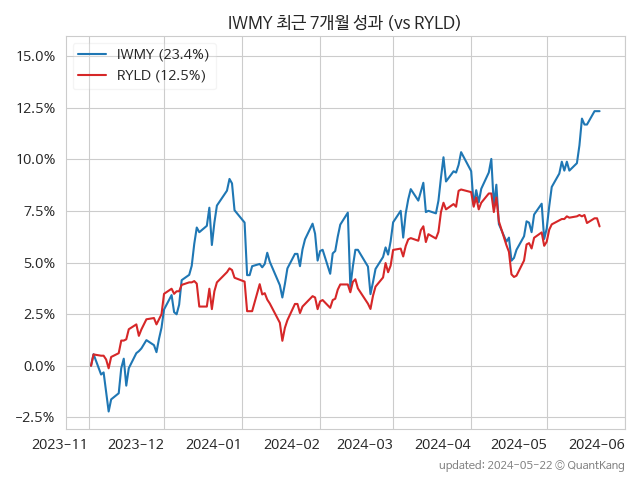 IWMY 최근 7개월 성과 (vs RYLD)
IWMY (23.4%)
RYLD (12.5%)
15.0%
12.5%
10.0%
7.5%
5.0%
2.5%
0.0%
−2.5%
2023-11 2023-12 2024-01 2024-02 2024-03 2024-04 2024-05 2024-06
updated: 2024-05-22 © QuantKang